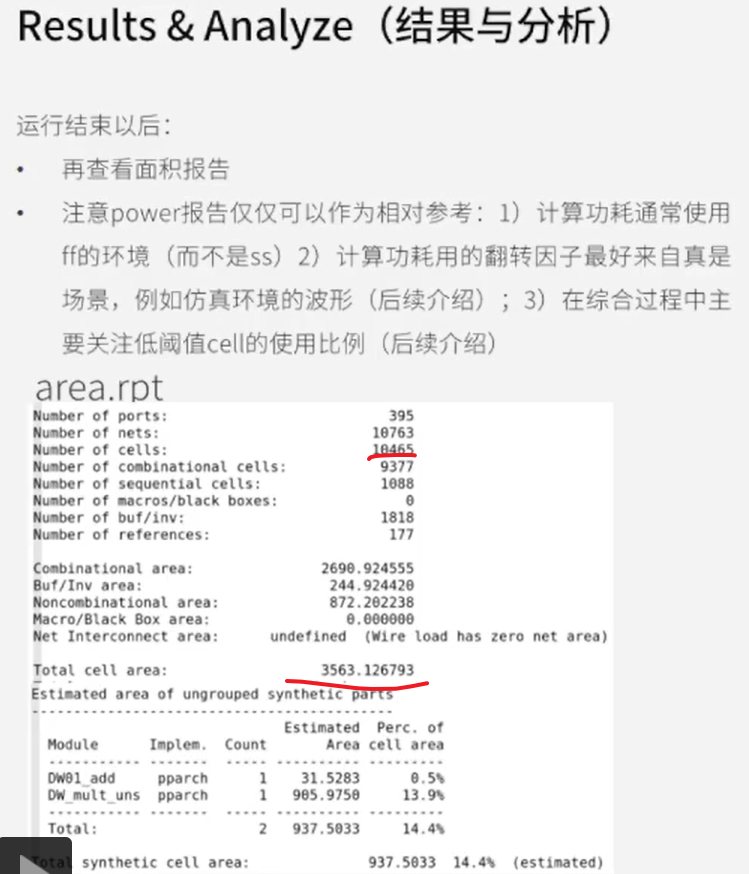 Results & Analyze（结果与分析）
运行结束以后：
• 再查看面积报告
• 注意power报告仅仅可以作为相对参考：1）计算功耗通常使用
ff的环境（而不是ss）2）计算功耗用的翻转因子最好来自真是
场景，例如仿真环境的波形（后续介绍）；3）在综合过程中主
要关注低阈值cell的使用比例（后续介绍）
area.rpt
Number of ports: 395
Number of nets: 10763
Number of cells: 10465
Number of combinational cells: 9377
Number of sequential cells: 1088
Number of macros/black boxes: 0
Number of buf/inv: 1818
Number of references: 177
Combinational area: 2690.924555
Buf/Inv area: 244.924420
Noncombinational area: 872.202238
Macro/Black Box area: 0.000000
Net Interconnect area: undefined (Wire load has zero net area)
Total cell area: 3563.126793
Estimated area of ungrouped synthetic parts
Estimated Perc. of
Module Implem. Count Area cell area
DW01_add pparch 1 31.5283 0.5%
DW_mult_uns pparch 1 905.9750 13.9%
Total: 2 937.5033 14.4%
Total synthetic cell area: 937.5033 14.4% (estimated)